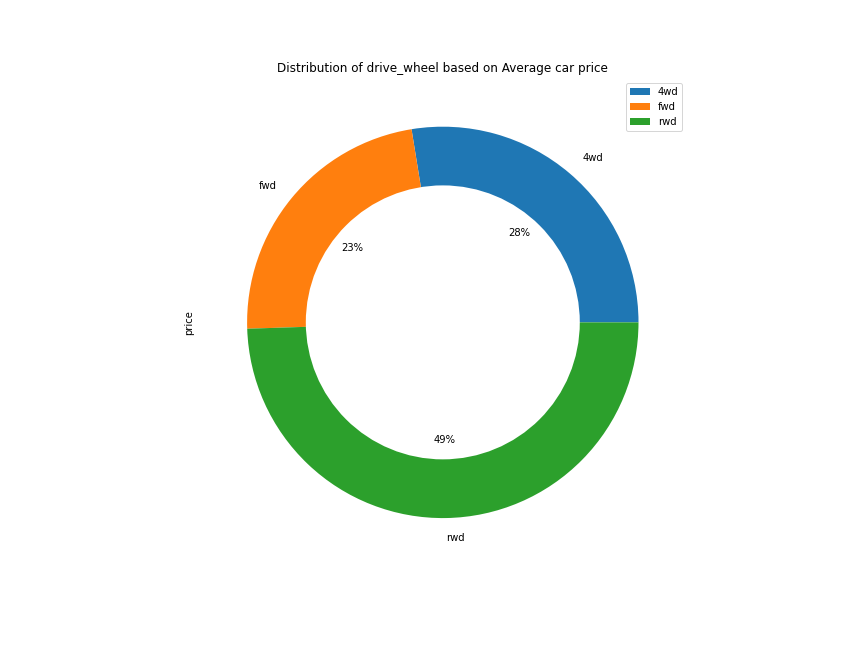 Distribution of drive_wheel based on Average car price
4wd
fwd
rwd
4wd
fwd
28%
23%
price
49%
rwd